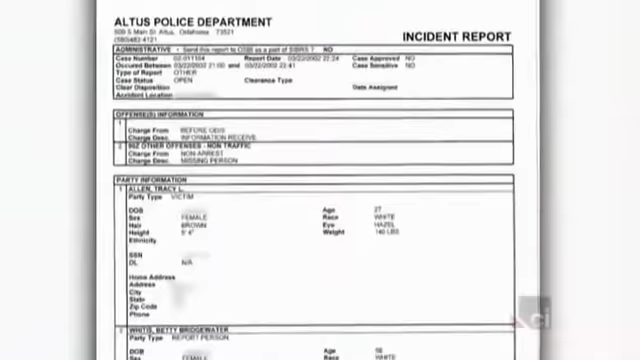 ALTUS POLICE DEPARTMENT
509 S Main St Altus, Oklahoma 73521
(580)482-4121
INCIDENT REPORT
ADMINISTRATIVE - Send this report to OSBI as a part of SIBRS ? NO
Case Number Report Date 03/22/2002 22:24 Case Approved NO
Occured Between 03/22/2002 21:00 and 03/22/2002 22:41 Case Sensitive NO
Type of Report OTHER
Case Status OPEN Clearance Type
Clear Disposition Date Assigned
Accident Location
OFFENSE(S) INFORMATION
1
Charge From BEFORE OBIS
Charge Desc. INFORMATION RECEIVE
2 90Z OTHER OFFENSES - NON TRAFFIC
Charge From NON-ARREST
Charge Desc. MISSING PERSON
PARTY INFORMATION
1 ALLEN, TRACY L.
Party Type VICTIM
DOB Age 27
Sex FEMALE Race WHITE
Hair BROWN Eye HAZEL
Height 5' 4" Weight 140 LBS
Ethnicity
SSN
DL N/A
Home Address
Address
City
State
Zip Code
Phone
2 WHITIS, BETTY BRIDGEWATER
Party Type REPORT PERSON
DOB Age 58
Sex FEMALE Race WHITE
ci